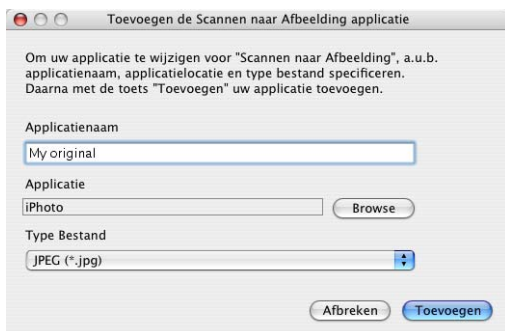 Toevoegen de Scannen naar Afbeelding applicatie
Om uw applicatie te wijzigen voor "Scannen naar Afbeelding", a.u.b.
applicatienaam, applicatielocatie en type bestand specificeren.
Daarna met de toets "Toevoegen" uw applicatie toevoegen.
Applicatienaam
My original
Applicatie
iPhoto
Browse
Type Bestand
JPEG (*.jpg)
Afbreken
Toevoegen